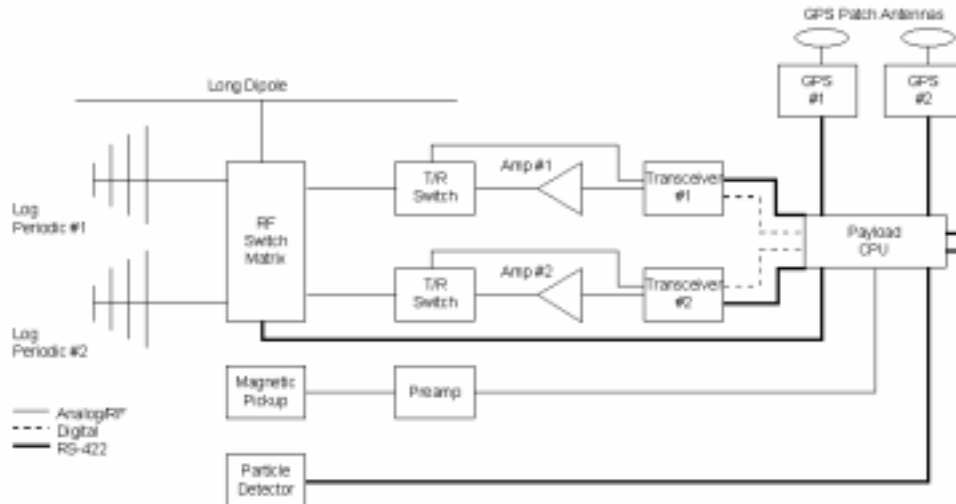 GPS Patch Antennas
GPS
#1
GPS
#2
Long Dipole
Log
Periodic #1
RF
Switch
Matrix
T/R
Switch
Amp #1
Transceiver
#1
Payload
CPU
Log
Periodic #2
T/R
Switch
Amp #2
Transceiver
#2
Magnetic
Pickup
Preamp
Analog/RF
Digital
RS-422
Particle
Detector